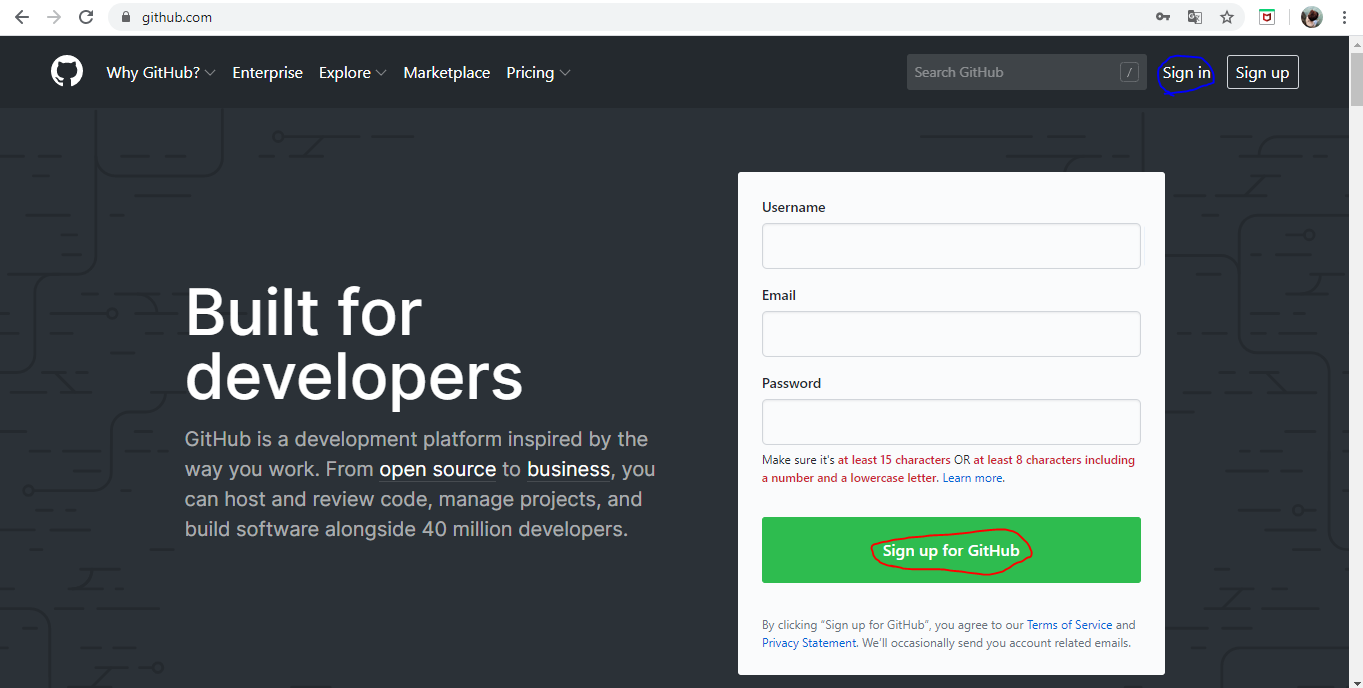 github.com
Why GitHub? Enterprise Explore Marketplace Pricing Search GitHub / Sign in Sign up
Built for
developers
GitHub is a development platform inspired by the
way you work. From open source to business, you
can host and review code, manage projects, and
build software alongside 40 million developers.
Username
Email
Password
Make sure it's at least 15 characters OR at least 8 characters including
a number and a lowercase letter. Learn more.
Sign up for GitHub
By clicking “Sign up for GitHub”, you agree to our Terms of Service and
Privacy Statement. We’ll occasionally send you account related emails.